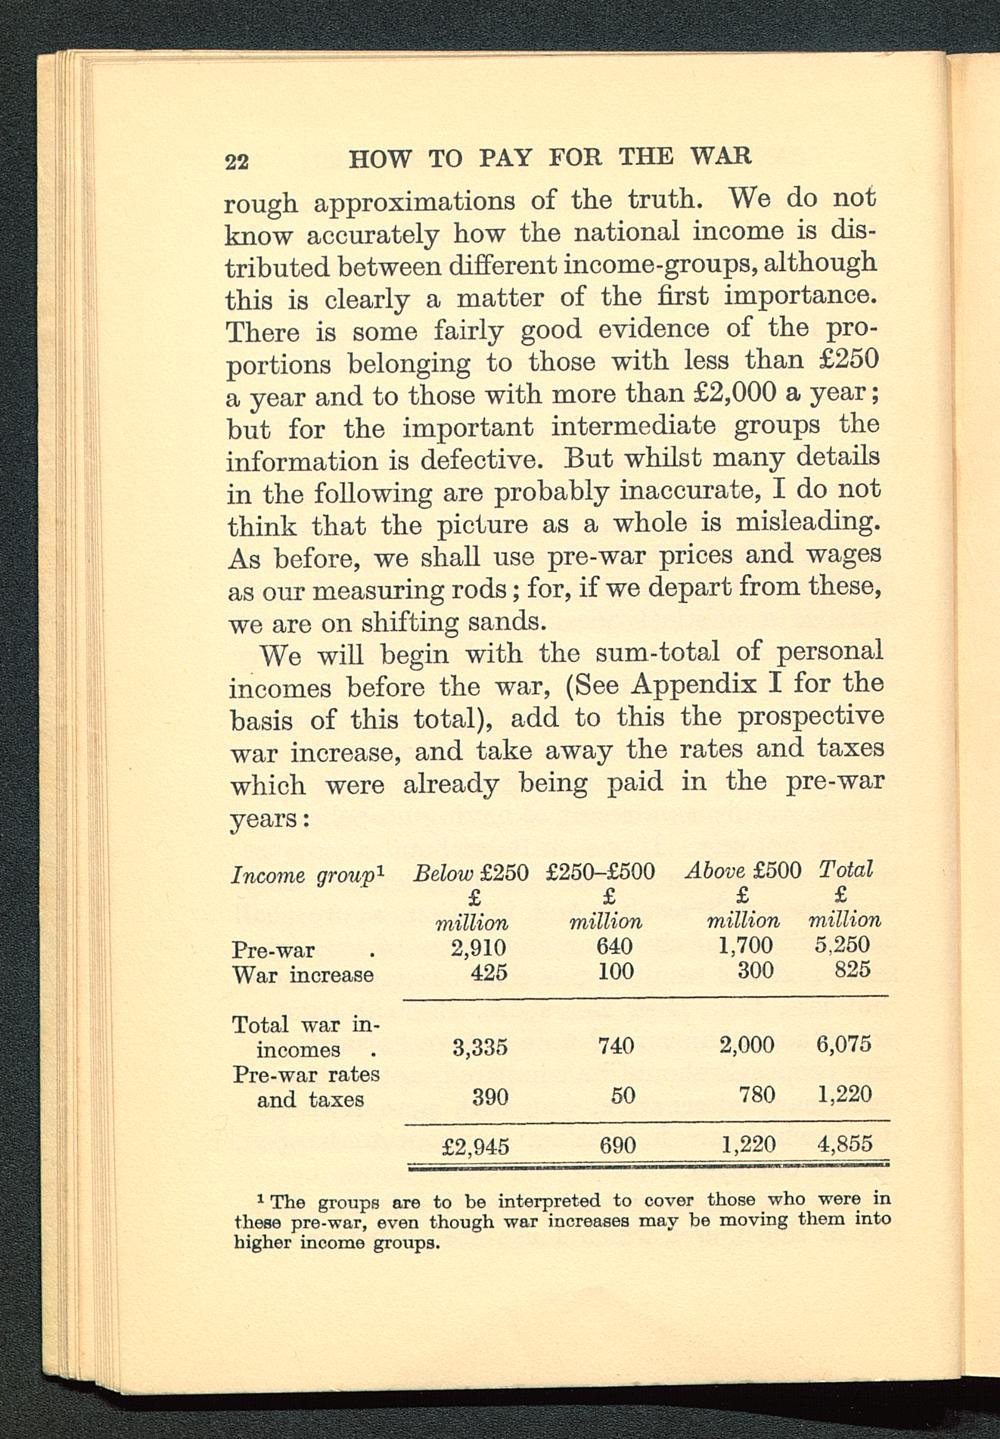 22 HOW TO PAY FOR THE WAR
rough approximations of the truth. We do not
know accurately how the national income is dis-
tributed between different income-groups, although
this is clearly a matter of the first importance.
There is some fairly good evidence of the pro-
portions belonging to those with less than £250
a year and to those with more than £2,000 a year;
but for the important intermediate groups the
information is defective. But whilst many details
in the following are probably inaccurate, I do not
think that the picture as a whole is misleading.
As before, we shall use pre-war prices and wages
as our measuring rods; for, if we depart from these,
we are on shifting sands.
We will begin with the sum-total of personal
incomes before the war, (See Appendix I for the
basis of this total), add to this the prospective
war increase, and take away the rates and taxes
which were already being paid in the pre-war
years:
Income group¹ Below £250 £250–£500 Above £500 Total
£ £ £ £
million million million million
Pre-war . 2,910 640 1,700 5,250
War increase 425 100 300 825
Total war in-
incomes . 3,335 740 2,000 6,075
Pre-war rates
and taxes 390 50 780 1,220
£2,945 690 1,220 4,855
¹ The groups are to be interpreted to cover those who were in
these pre-war, even though war increases may be moving them into
higher income groups.